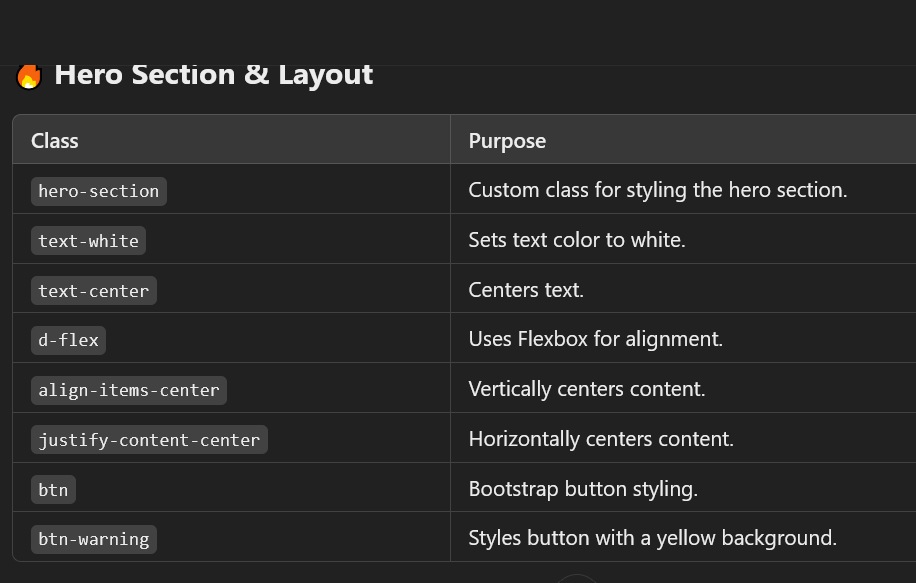 🔥 Hero Section & Layout
Class Purpose
hero-section Custom class for styling the hero section.
text-white Sets text color to white.
text-center Centers text.
d-flex Uses Flexbox for alignment.
align-items-center Vertically centers content.
justify-content-center Horizontally centers content.
btn Bootstrap button styling.
btn-warning Styles button with a yellow background.